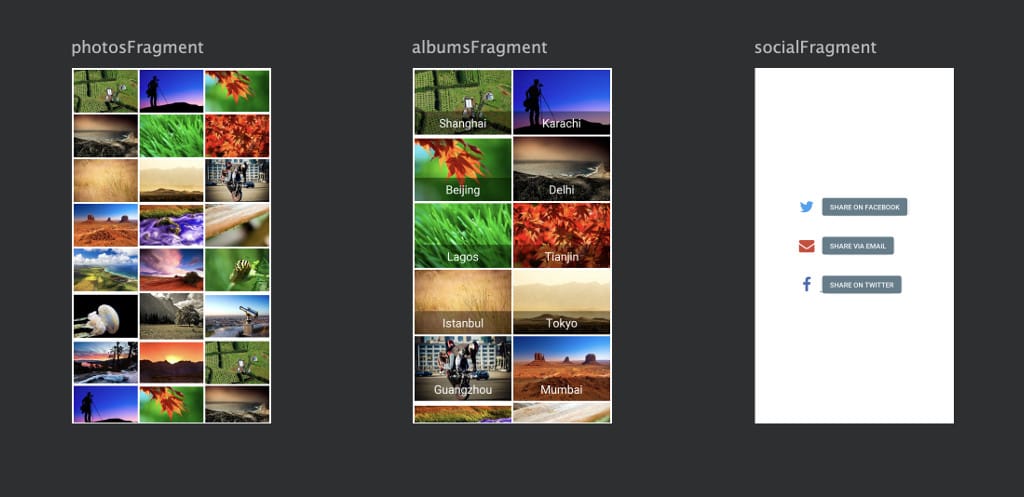 photosFragment
albumsFragment
socialFragment
Shanghai
Karachi
Beijing
Delhi
Lagos
Tianjin
Istanbul
Tokyo
Guangzhou
Mumbai
SHARE ON FACEBOOK
SHARE VIA EMAIL
SHARE ON TWITTER